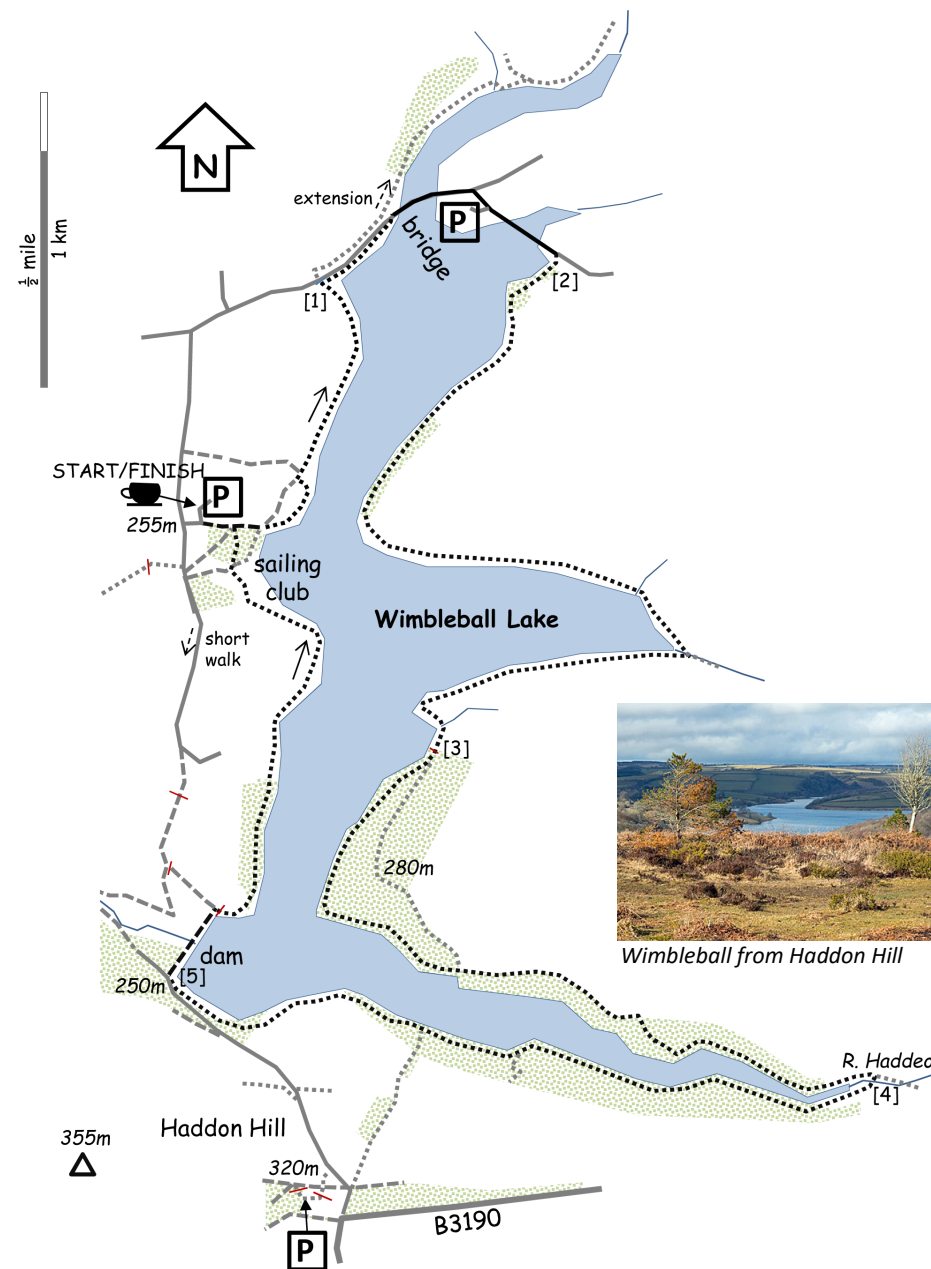 N
extension
P
bridge
½ mile
1 km
[1]
[2]
START/FINISH
P
255m
sailing
club
Wimbleball Lake
short
walk
[3]
280m
Wimbleball from Haddon Hill
dam
[5]
250m
R. Haddeo
[4]
Haddon Hill
355m
320m
B3190
P